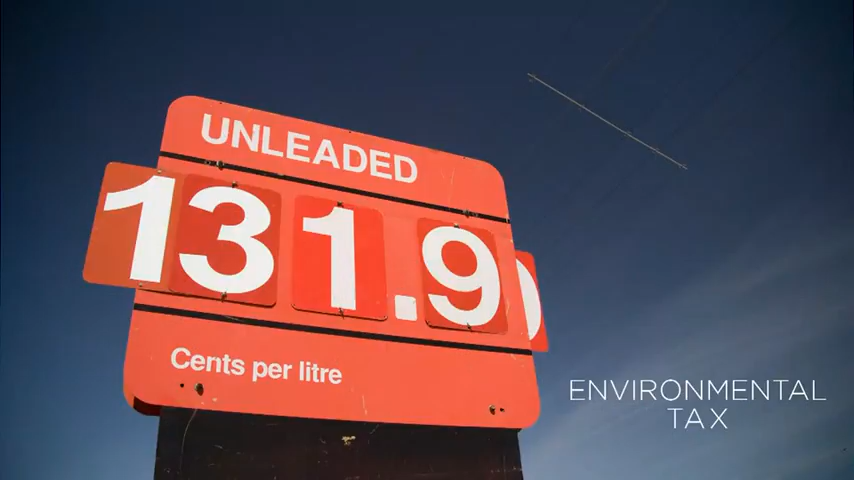 UNLEADED
131.9
Cents per litre
ENVIRONMENTAL
TAX